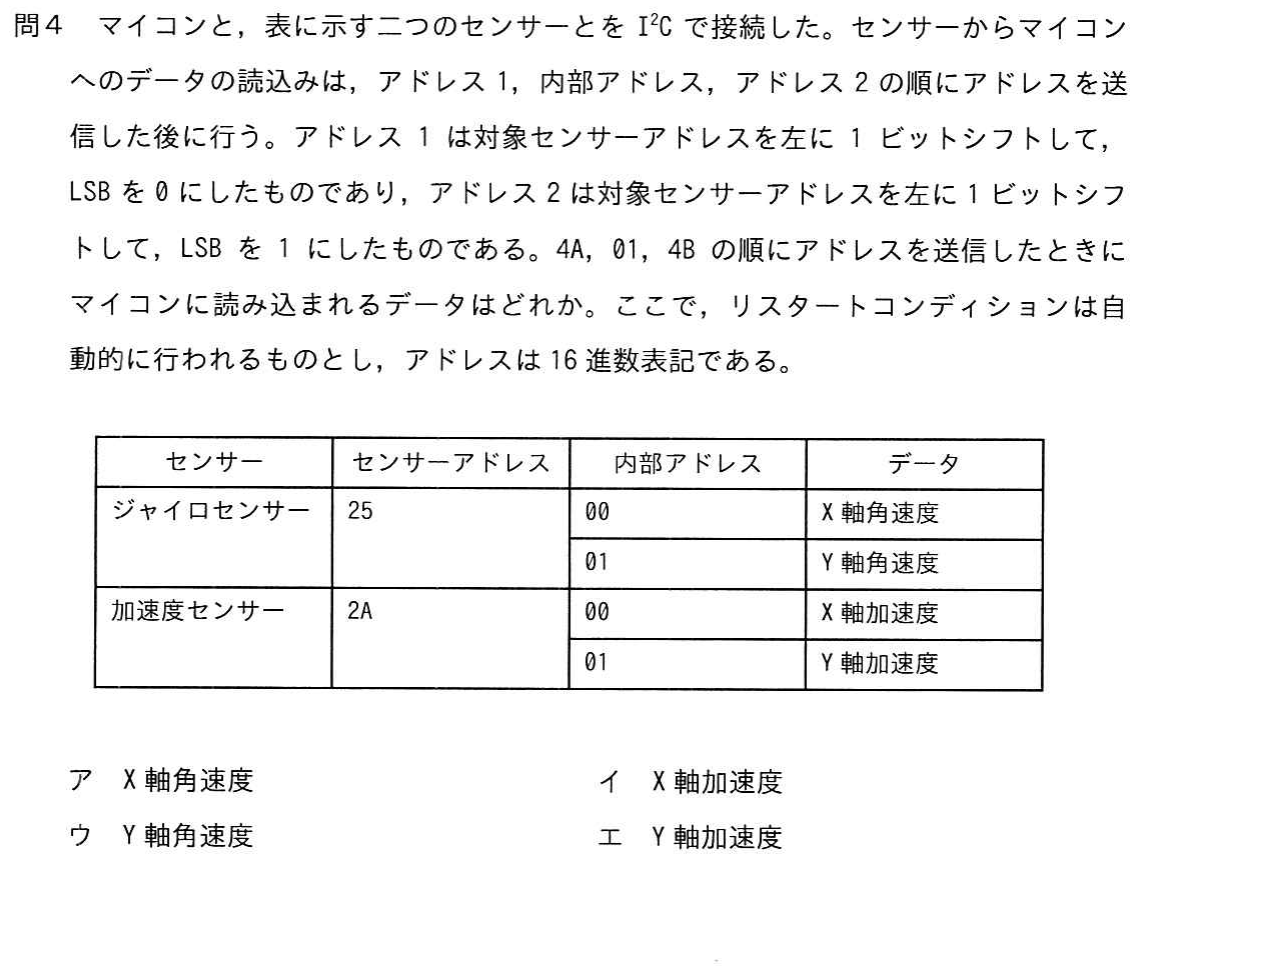 問4　マイコンと，表に示す二つのセンサーとを I²C で接続した。センサーからマイコン
へのデータの読込みは，アドレス 1，内部アドレス，アドレス 2 の順にアドレスを送
信した後に行う。アドレス 1 は対象センサーアドレスを左に 1 ビットシフトして，
LSB を 0 にしたものであり，アドレス 2 は対象センサーアドレスを左に 1 ビットシフ
トして，LSB を 1 にしたものである。4A，01，4B の順にアドレスを送信したときに
マイコンに読み込まれるデータはどれか。ここで，リスタートコンディションは自
動的に行われるものとし，アドレスは 16 進数表記である。
センサー　センサーアドレス　内部アドレス　データ
ジャイロセンサー　25　00　X 軸角速度
01　Y 軸角速度
加速度センサー　2A　00　X 軸加速度
01　Y 軸加速度
ア　X 軸角速度　イ　X 軸加速度
ウ　Y 軸角速度　エ　Y 軸加速度